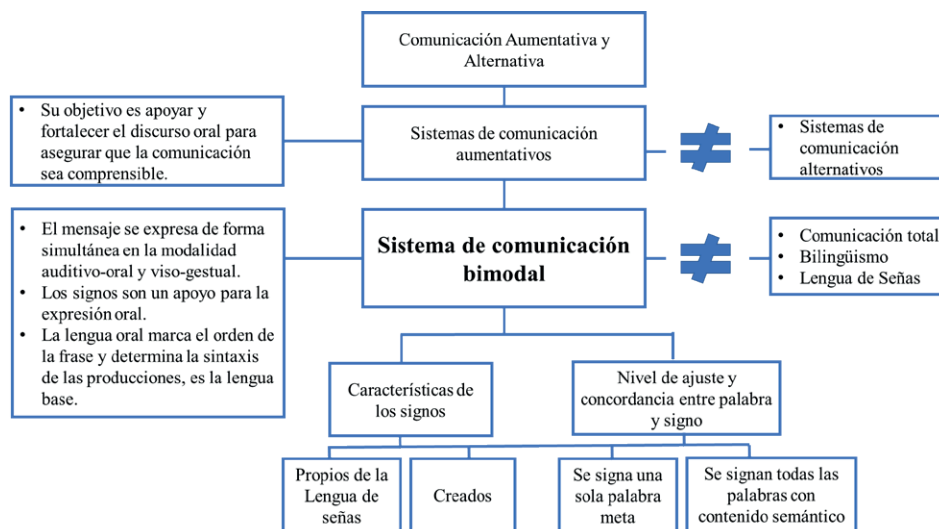 Comunicación Aumentativa y
Alternativa
• Su objetivo es apoyar y
fortalecer el discurso oral para
asegurar que la comunicación
sea comprensible.
Sistemas de comunicación
aumentativos
≠
• Sistemas de
comunicación
alternativos
• El mensaje se expresa de forma
simultánea en la modalidad
auditivo-oral y viso-gestual.
• Los signos son un apoyo para la
expresión oral.
• La lengua oral marca el orden de
la frase y determina la sintaxis
de las producciones, es la lengua
base.
Sistema de comunicación
bimodal
≠
• Comunicación total
• Bilingüismo
• Lengua de Señas
Características de
los signos
Nivel de ajuste y
concordancia entre palabra
y signo
Propios de la
Lengua de
señas
Creados
Se signa una
sola palabra
meta
Se signan todas las
palabras con
contenido semántico